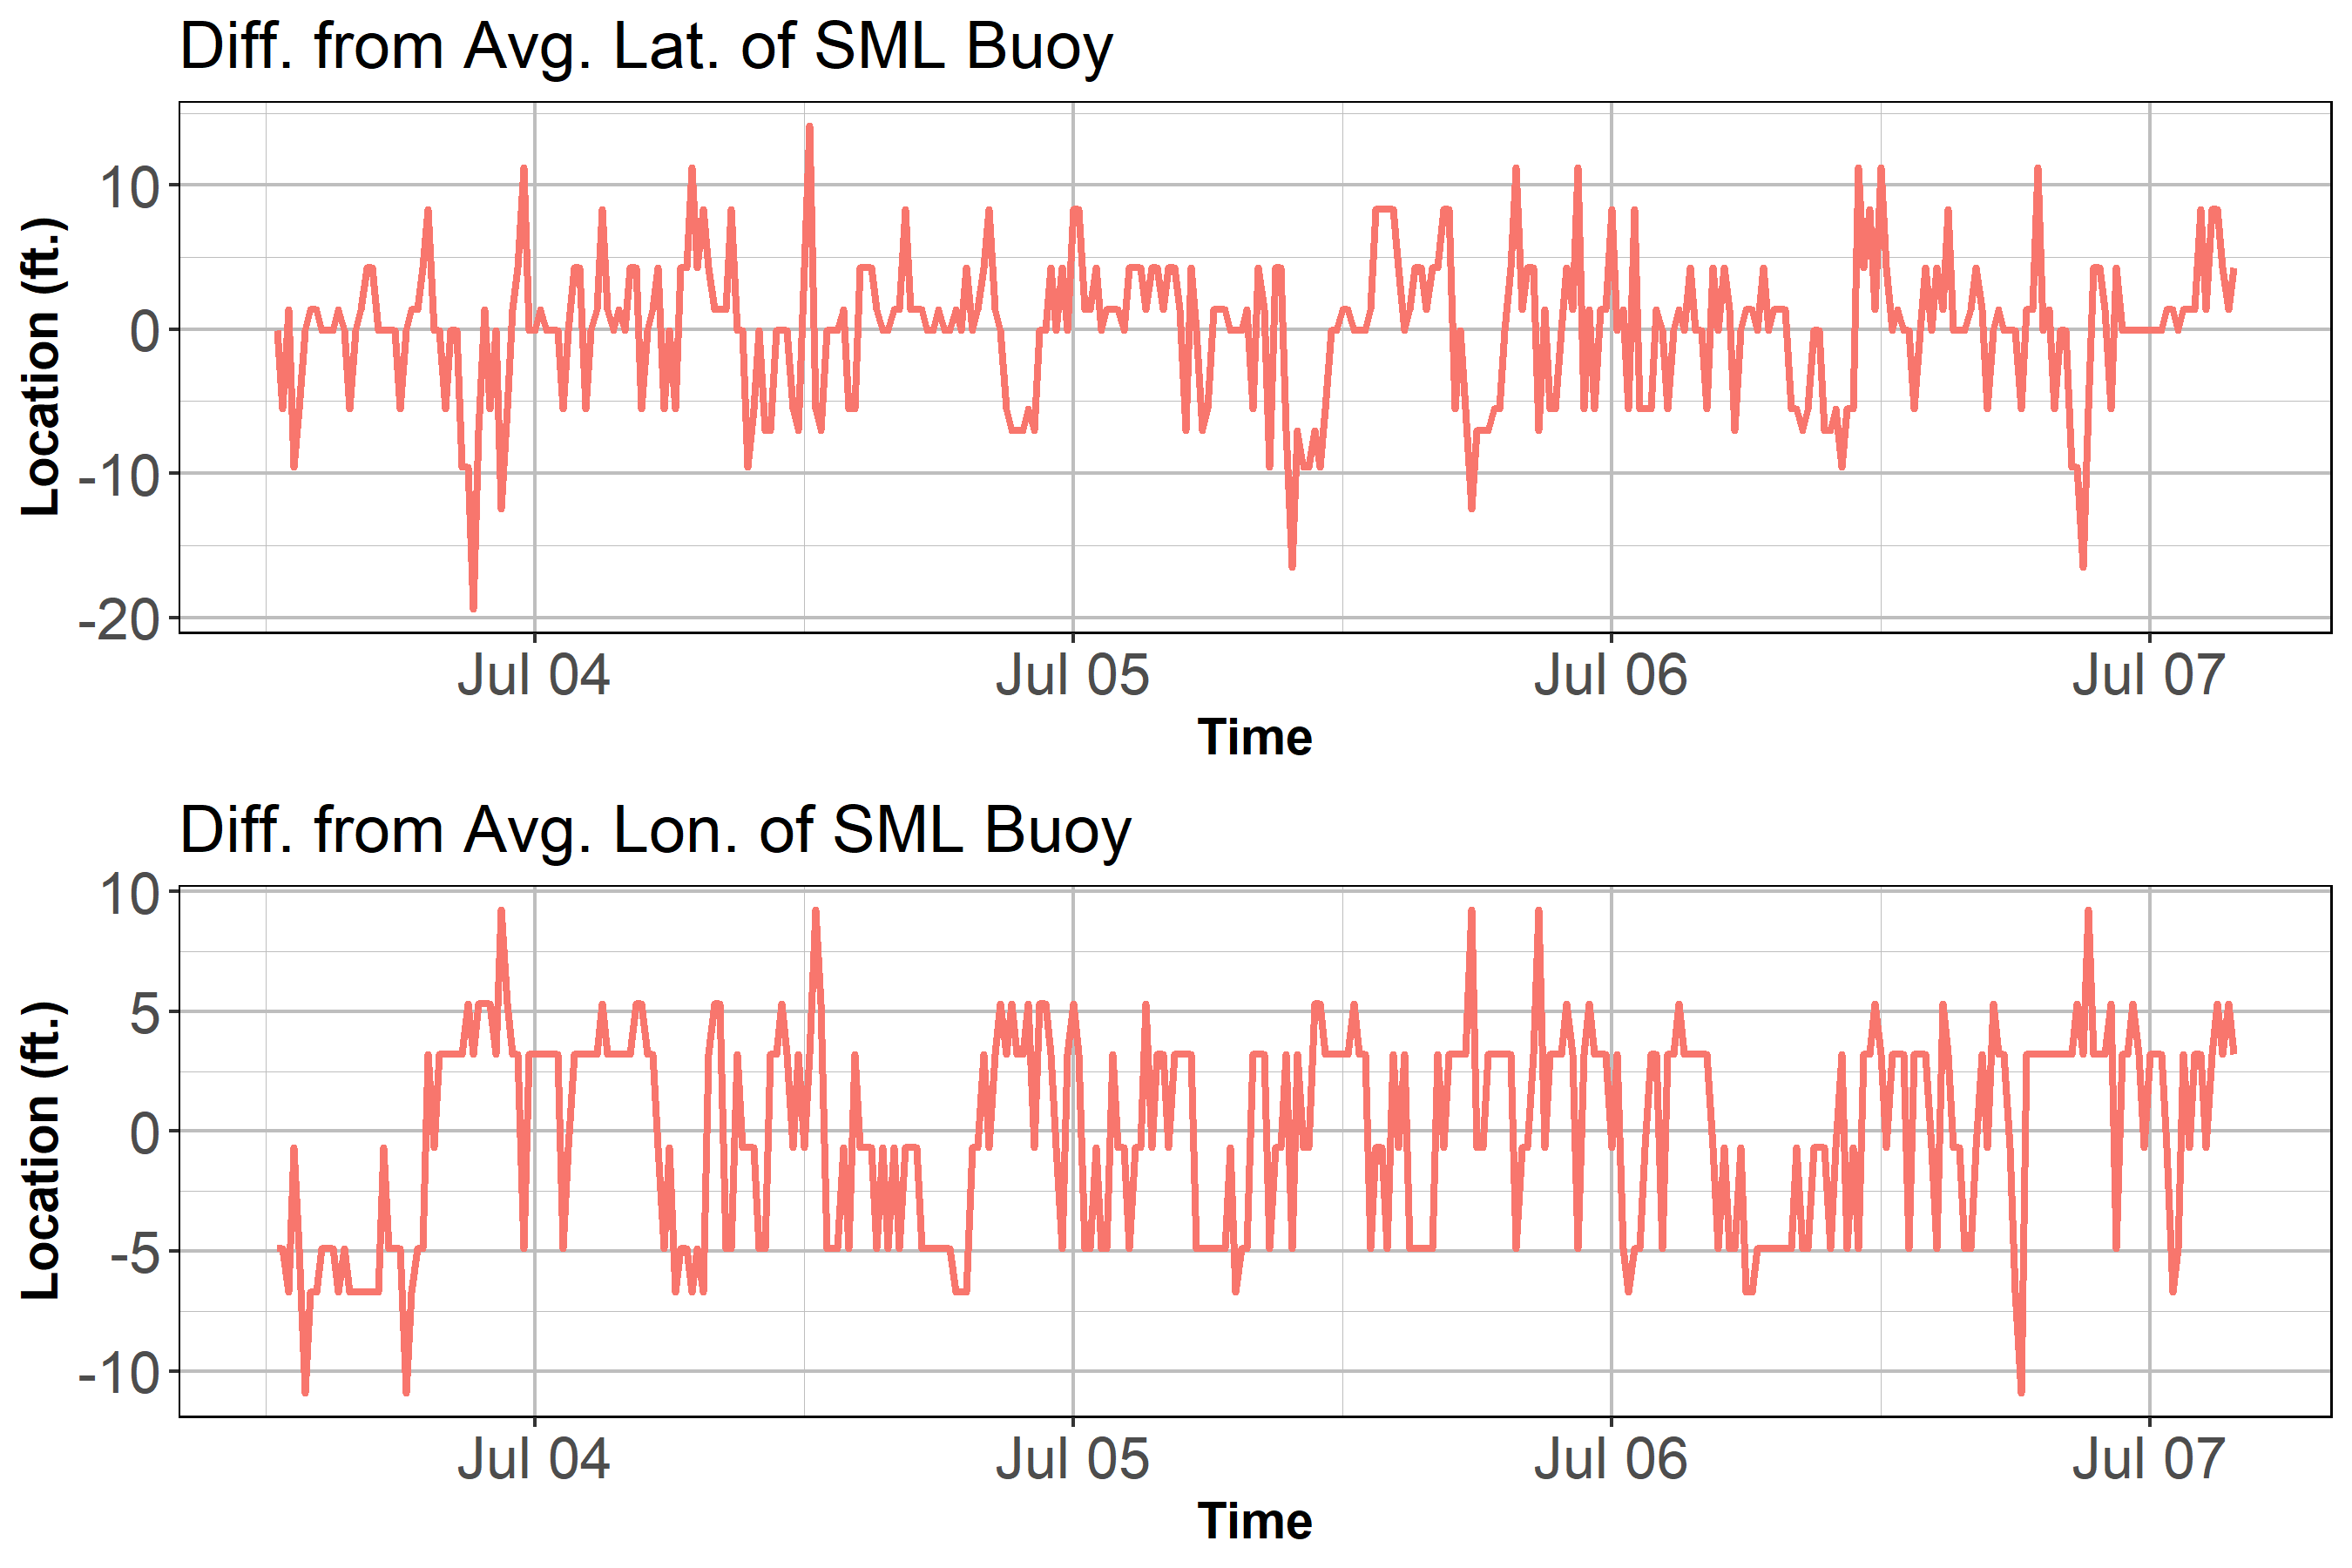 Diff. from Avg. Lat. of SML Buoy
Location (ft.)
10
0
-10
-20
Jul 04 Jul 05 Jul 06 Jul 07
Time
Diff. from Avg. Lon. of SML Buoy
Location (ft.)
10
5
0
-5
-10
Jul 04 Jul 05 Jul 06 Jul 07
Time